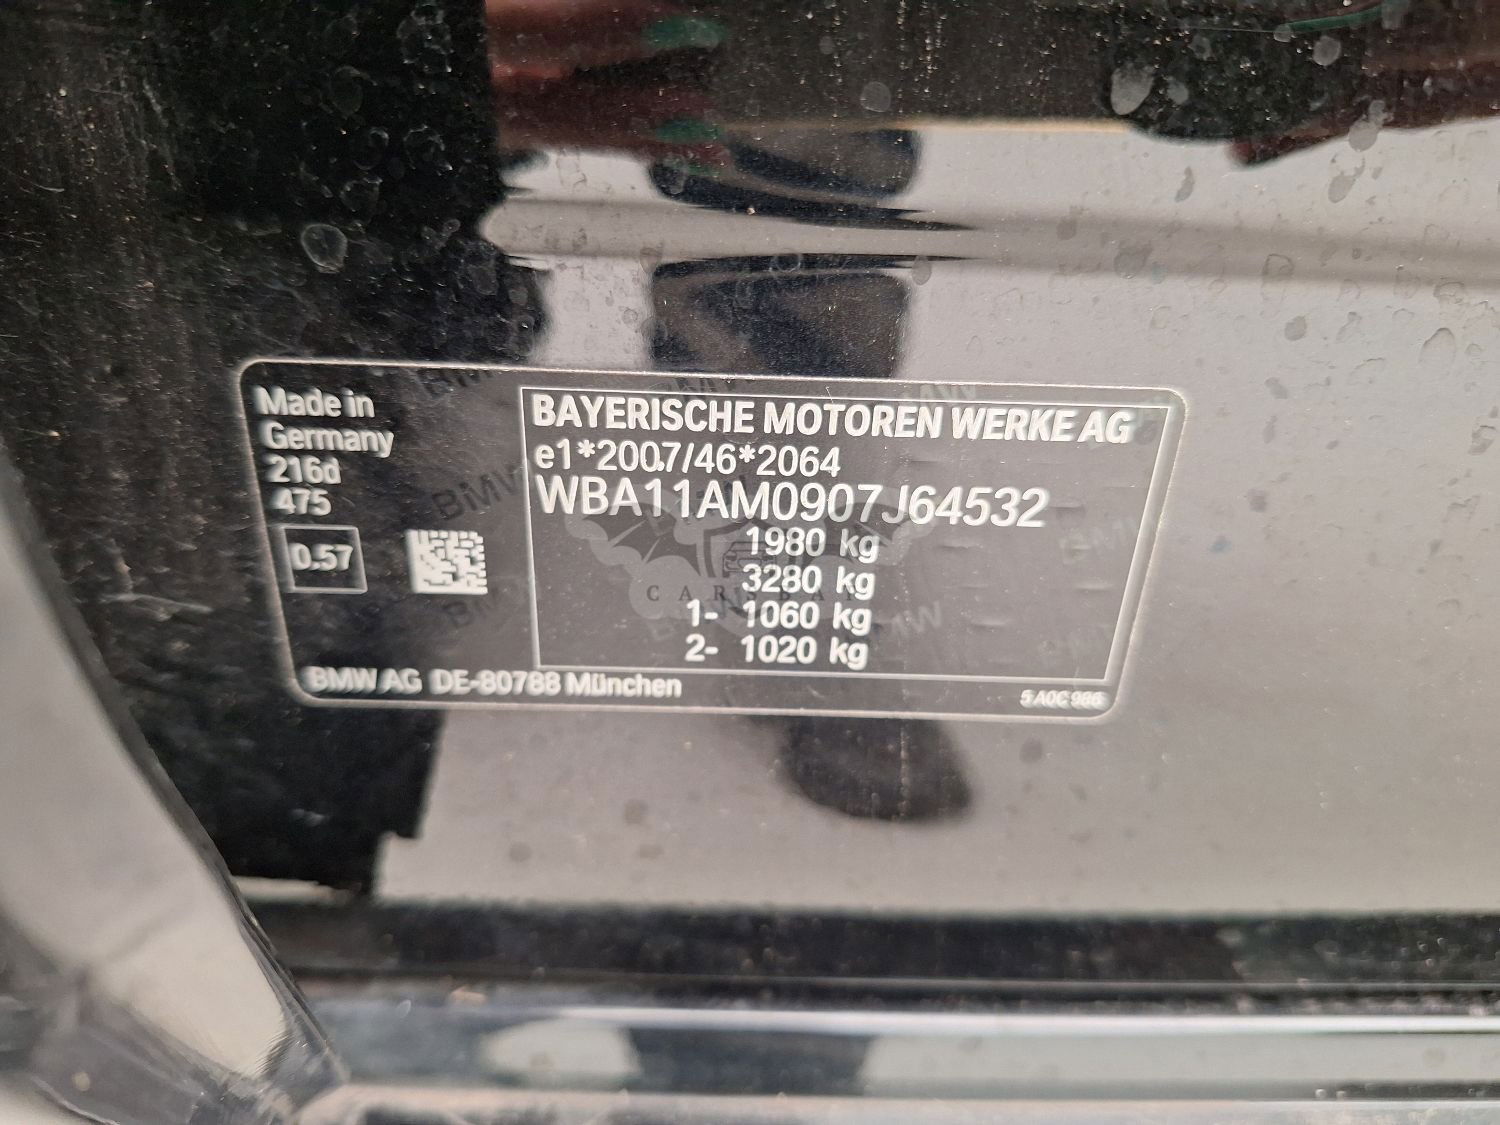 Made in
Germany
216d
475
0.57
BAYERISCHE MOTOREN WERKE AG
e1*2007/46*2064
WBA11AM0907J64532
1980 kg
3280 kg
1- 1060 kg
2- 1020 kg
CARSBAY
BMW AG DE-80788 München
5 A0C 986